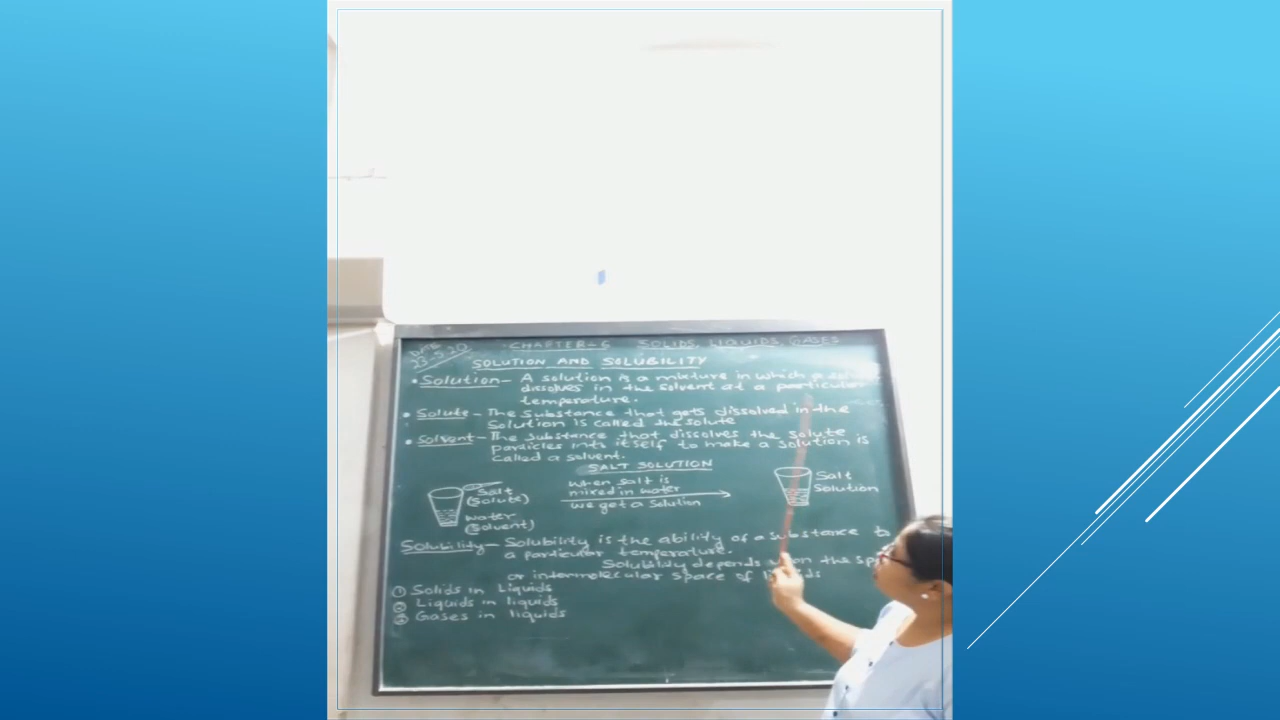 DATE
CHAPTER-6 SOLIDS, LIQUIDS, GASES
SOLUTION AND SOLUBILITY
• Solution- A solution is a mixture in which
dissolves in the solvent at a particular
temperature.
• Solute - The substance that gets dissolved in the
Solution is called the solute
• Solvent - The substance that dissolves the solute
particles into itself to make a solution is
called a solvent.
SALT SOLUTION
when salt is
mixed in water
we get a solution
Salt
(Solute)
water
(Solvent)
Salt
Solution
Solubility- Solubility is the ability of a substance
a particular temperature.
Solubility depends upon the
or intermolecular space of liquids
① Solids in Liquids
② Liquids in liquids
③ Gases in liquids